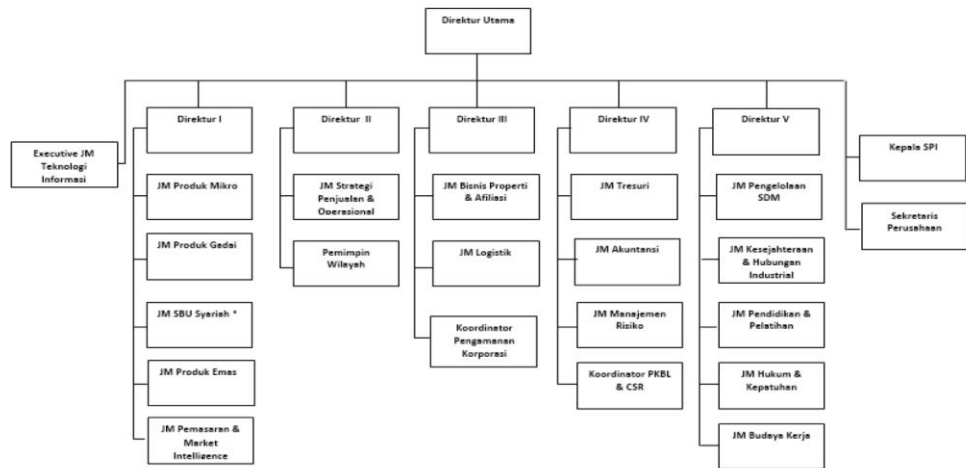 Direktur Utama
Direktur I
Direktur II
Direktur III
Direktur IV
Direktur V
Executive JM
Teknologi
Informasi
Kepala SPI
Sekretaris
Perusahaan
JM Produk Mikro
JM Produk Gadai
JM SBU Syariah *
JM Produk Emas
JM Pemasaran &
Market
Intelligence
JM Strategi
Penjualan &
Operasional
Pemimpin
Wilayah
JM Bisnis Properti
& Afiliasi
JM Logistik
Koordinator
Pengamanan
Korporasi
JM Tresuri
JM Akuntansi
JM Manajemen
Risiko
Koordinator PKBL
& CSR
JM Pengelolaan
SDM
JM Kesejahteraan
& Hubungan
Industrial
JM Pendidikan &
Pelatihan
JM Hukum &
Kepatuhan
JM Budaya Kerja